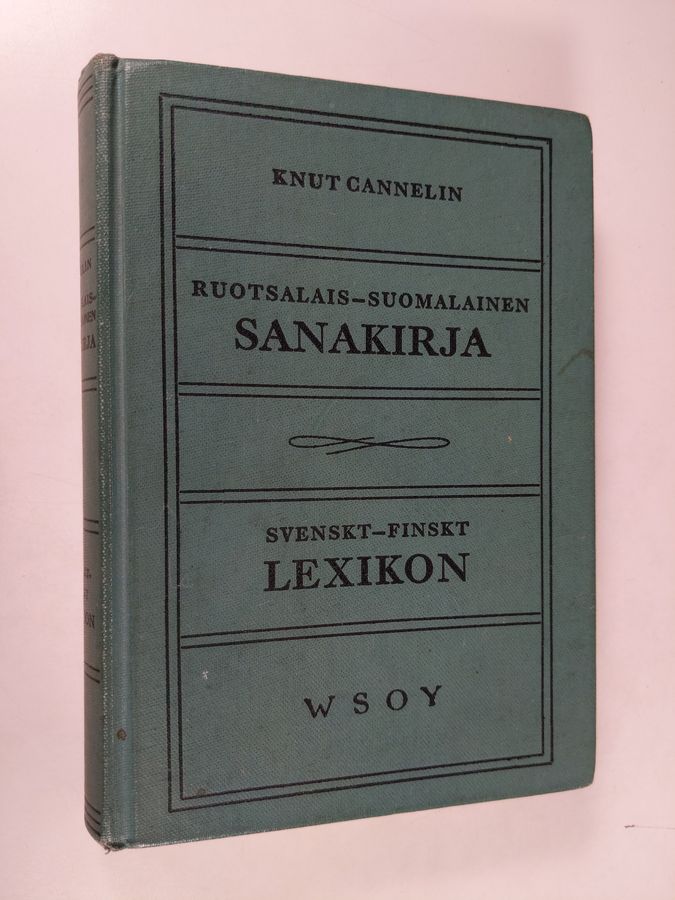 KNUT CANNELIN
RUOTSALAIS–SUOMALAINEN
SANAKIRJA
SVENSKT–FINSKT
LEXIKON
WSOY